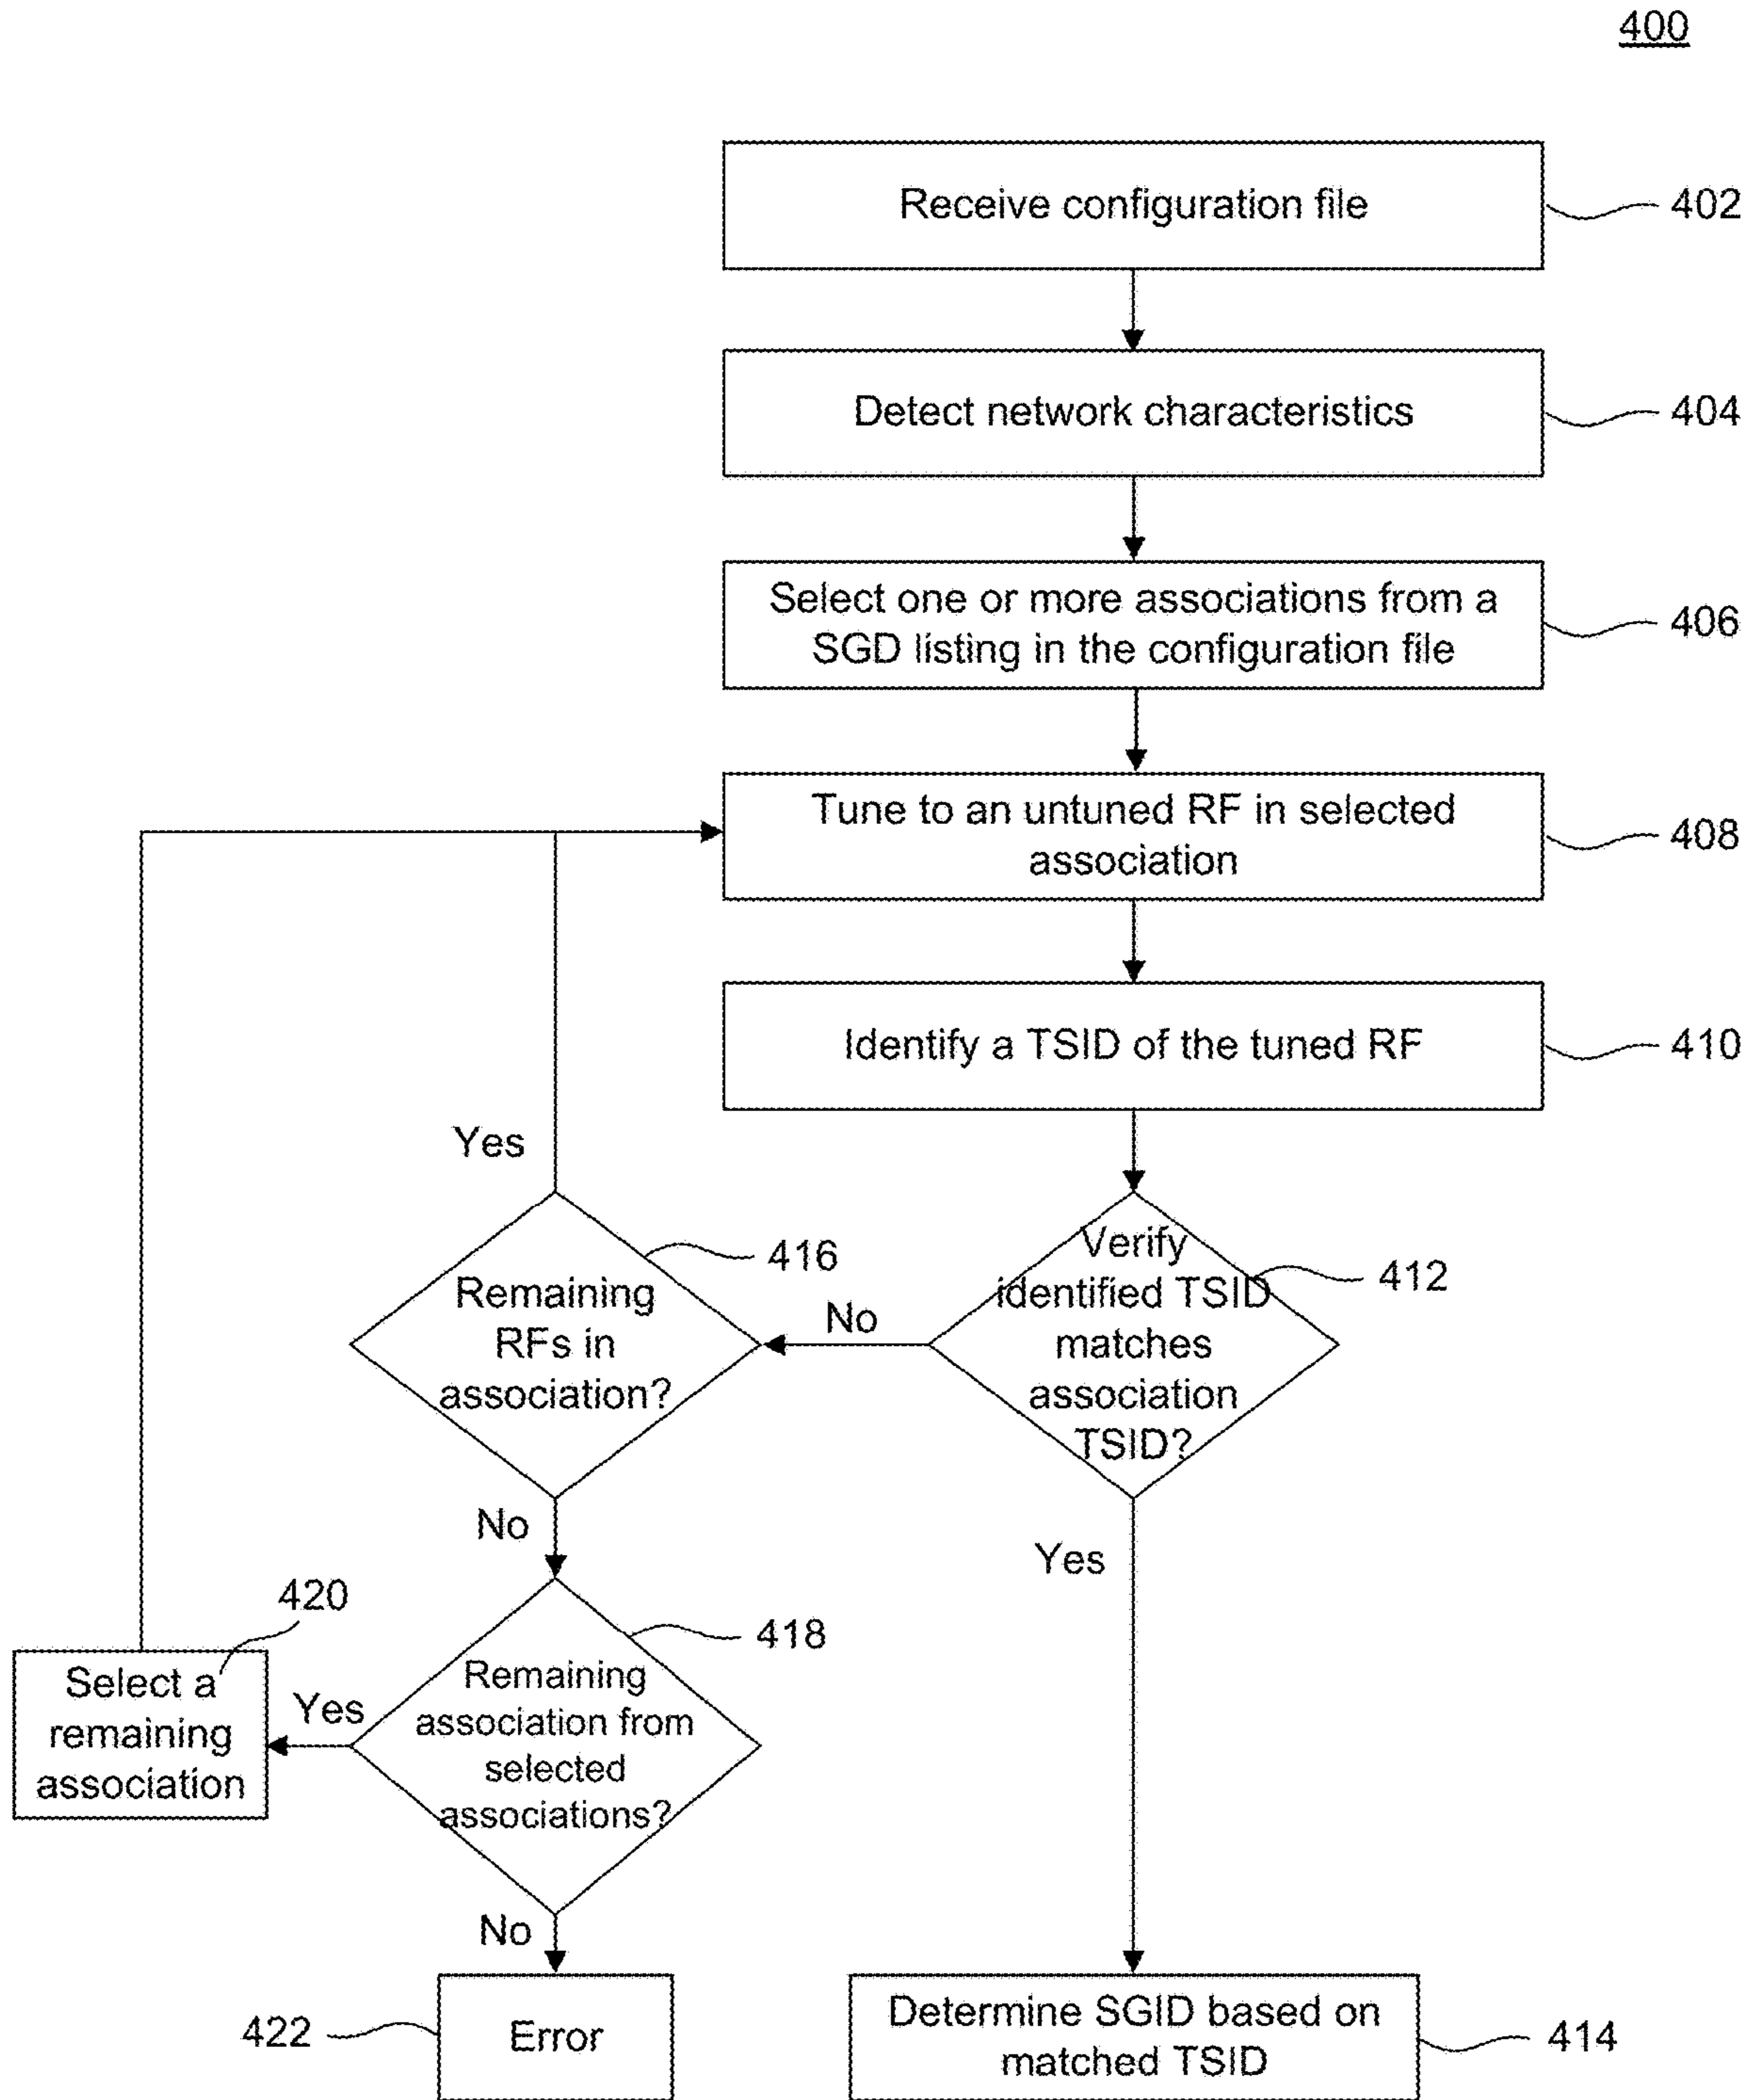 400
Receive configuration file
402
Detect network characteristics
404
Select one or more associations from a
SGD listing in the configuration file
406
Tune to an untuned RF in selected
association
408
Identify a TSID of the tuned RF
410
Yes
416
Remaining
RFs in
association?
No
Verify
identified TSID
matches
association
TSID?
412
No
Yes
420
Select a
remaining
association
Yes
418
Remaining
association from
selected
associations?
No
422
Error
Determine SGID based on
matched TSID
414